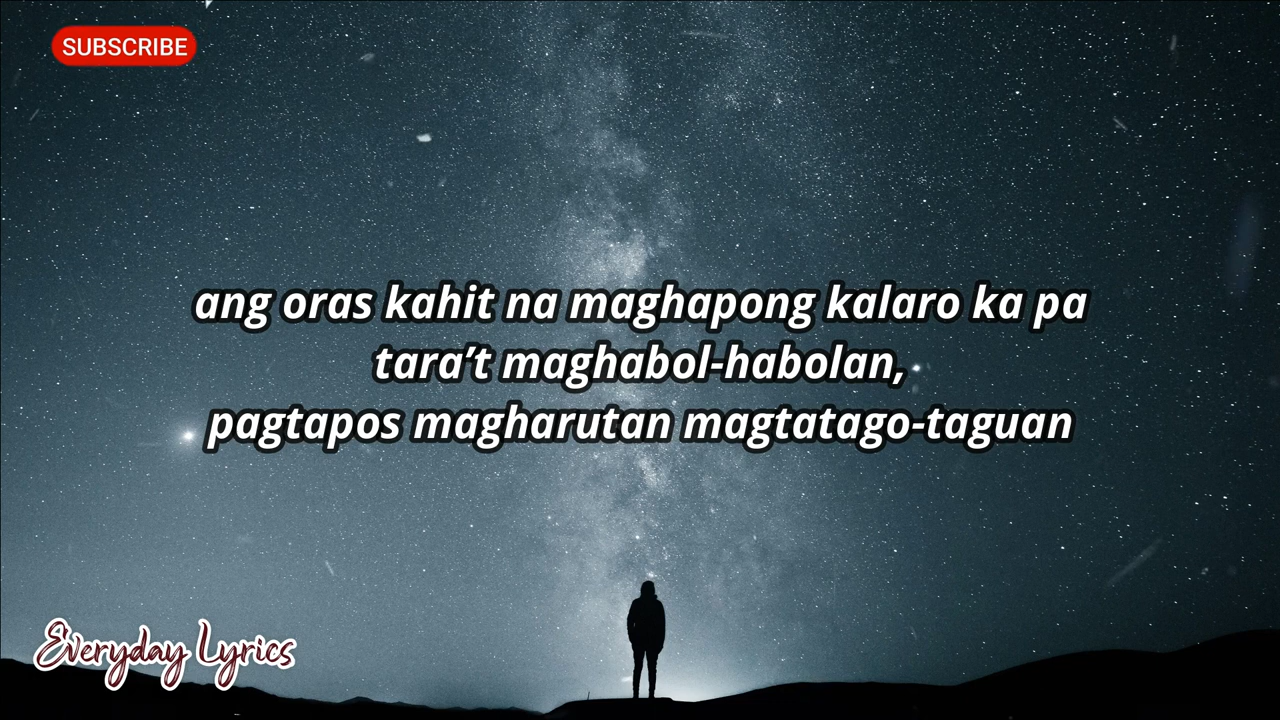 SUBSCRIBE
ang oras kahit na maghapong kalaro ka pa
tara’t maghabol-habolan,
pagtapos magharutan magtatago-taguan
Everyday Lyrics